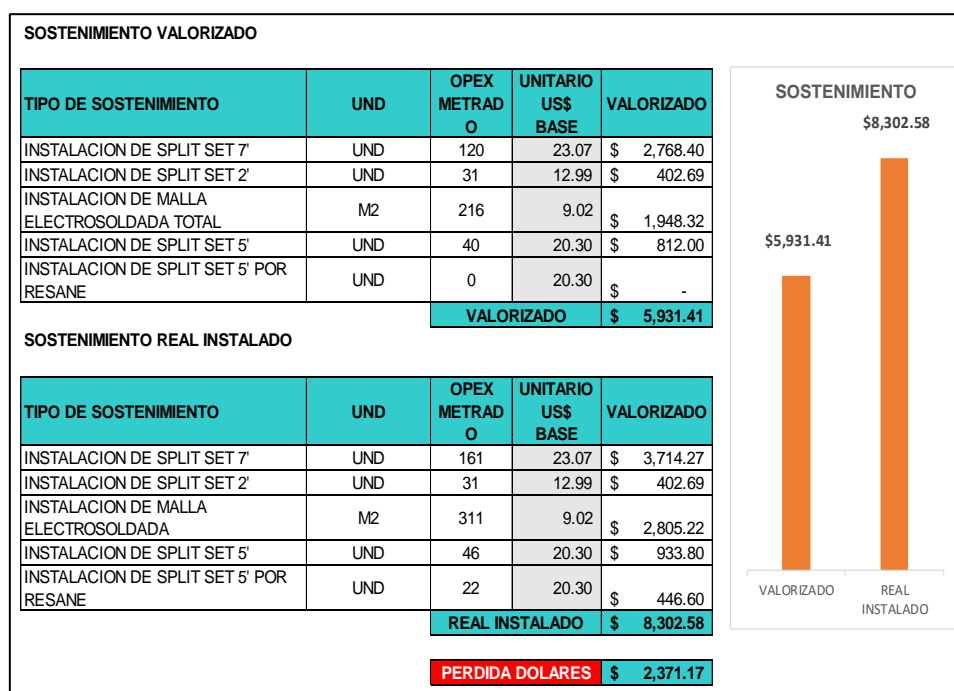 SOSTENIMIENTO VALORIZADO
TIPO DE SOSTENIMIENTO UND OPEX METRAD O UNITARIO US$ BASE VALORIZADO
INSTALACION DE SPLIT SET 7' UND 120 23.07 $ 2,768.40
INSTALACION DE SPLIT SET 2' UND 31 12.99 $ 402.69
INSTALACION DE MALLA
ELECTROSOLDADA TOTAL M2 216 9.02 $ 1,948.32
INSTALACION DE SPLIT SET 5' UND 40 20.30 $ 812.00
INSTALACION DE SPLIT SET 5' POR
RESANE UND 0 20.30 $ -
VALORIZADO $ 5,931.41
SOSTENIMIENTO REAL INSTALADO
TIPO DE SOSTENIMIENTO UND OPEX METRAD O UNITARIO US$ BASE VALORIZADO
INSTALACION DE SPLIT SET 7' UND 161 23.07 $ 3,714.27
INSTALACION DE SPLIT SET 2' UND 31 12.99 $ 402.69
INSTALACION DE MALLA
ELECTROSOLDADA M2 311 9.02 $ 2,805.22
INSTALACION DE SPLIT SET 5' UND 46 20.30 $ 933.80
INSTALACION DE SPLIT SET 5' POR
RESANE UND 22 20.30 $ 446.60
REAL INSTALADO $ 8,302.58
PERDIDA DOLARES $ 2,371.17
SOSTENIMIENTO
$8,302.58
$5,931.41
VALORIZADO REAL
INSTALADO